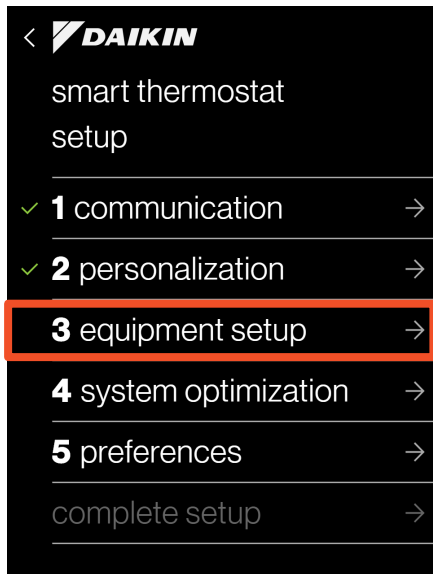 DAIKIN
smart thermostat
setup
1 communication
2 personalization
3 equipment setup
4 system optimization
5 preferences
complete setup